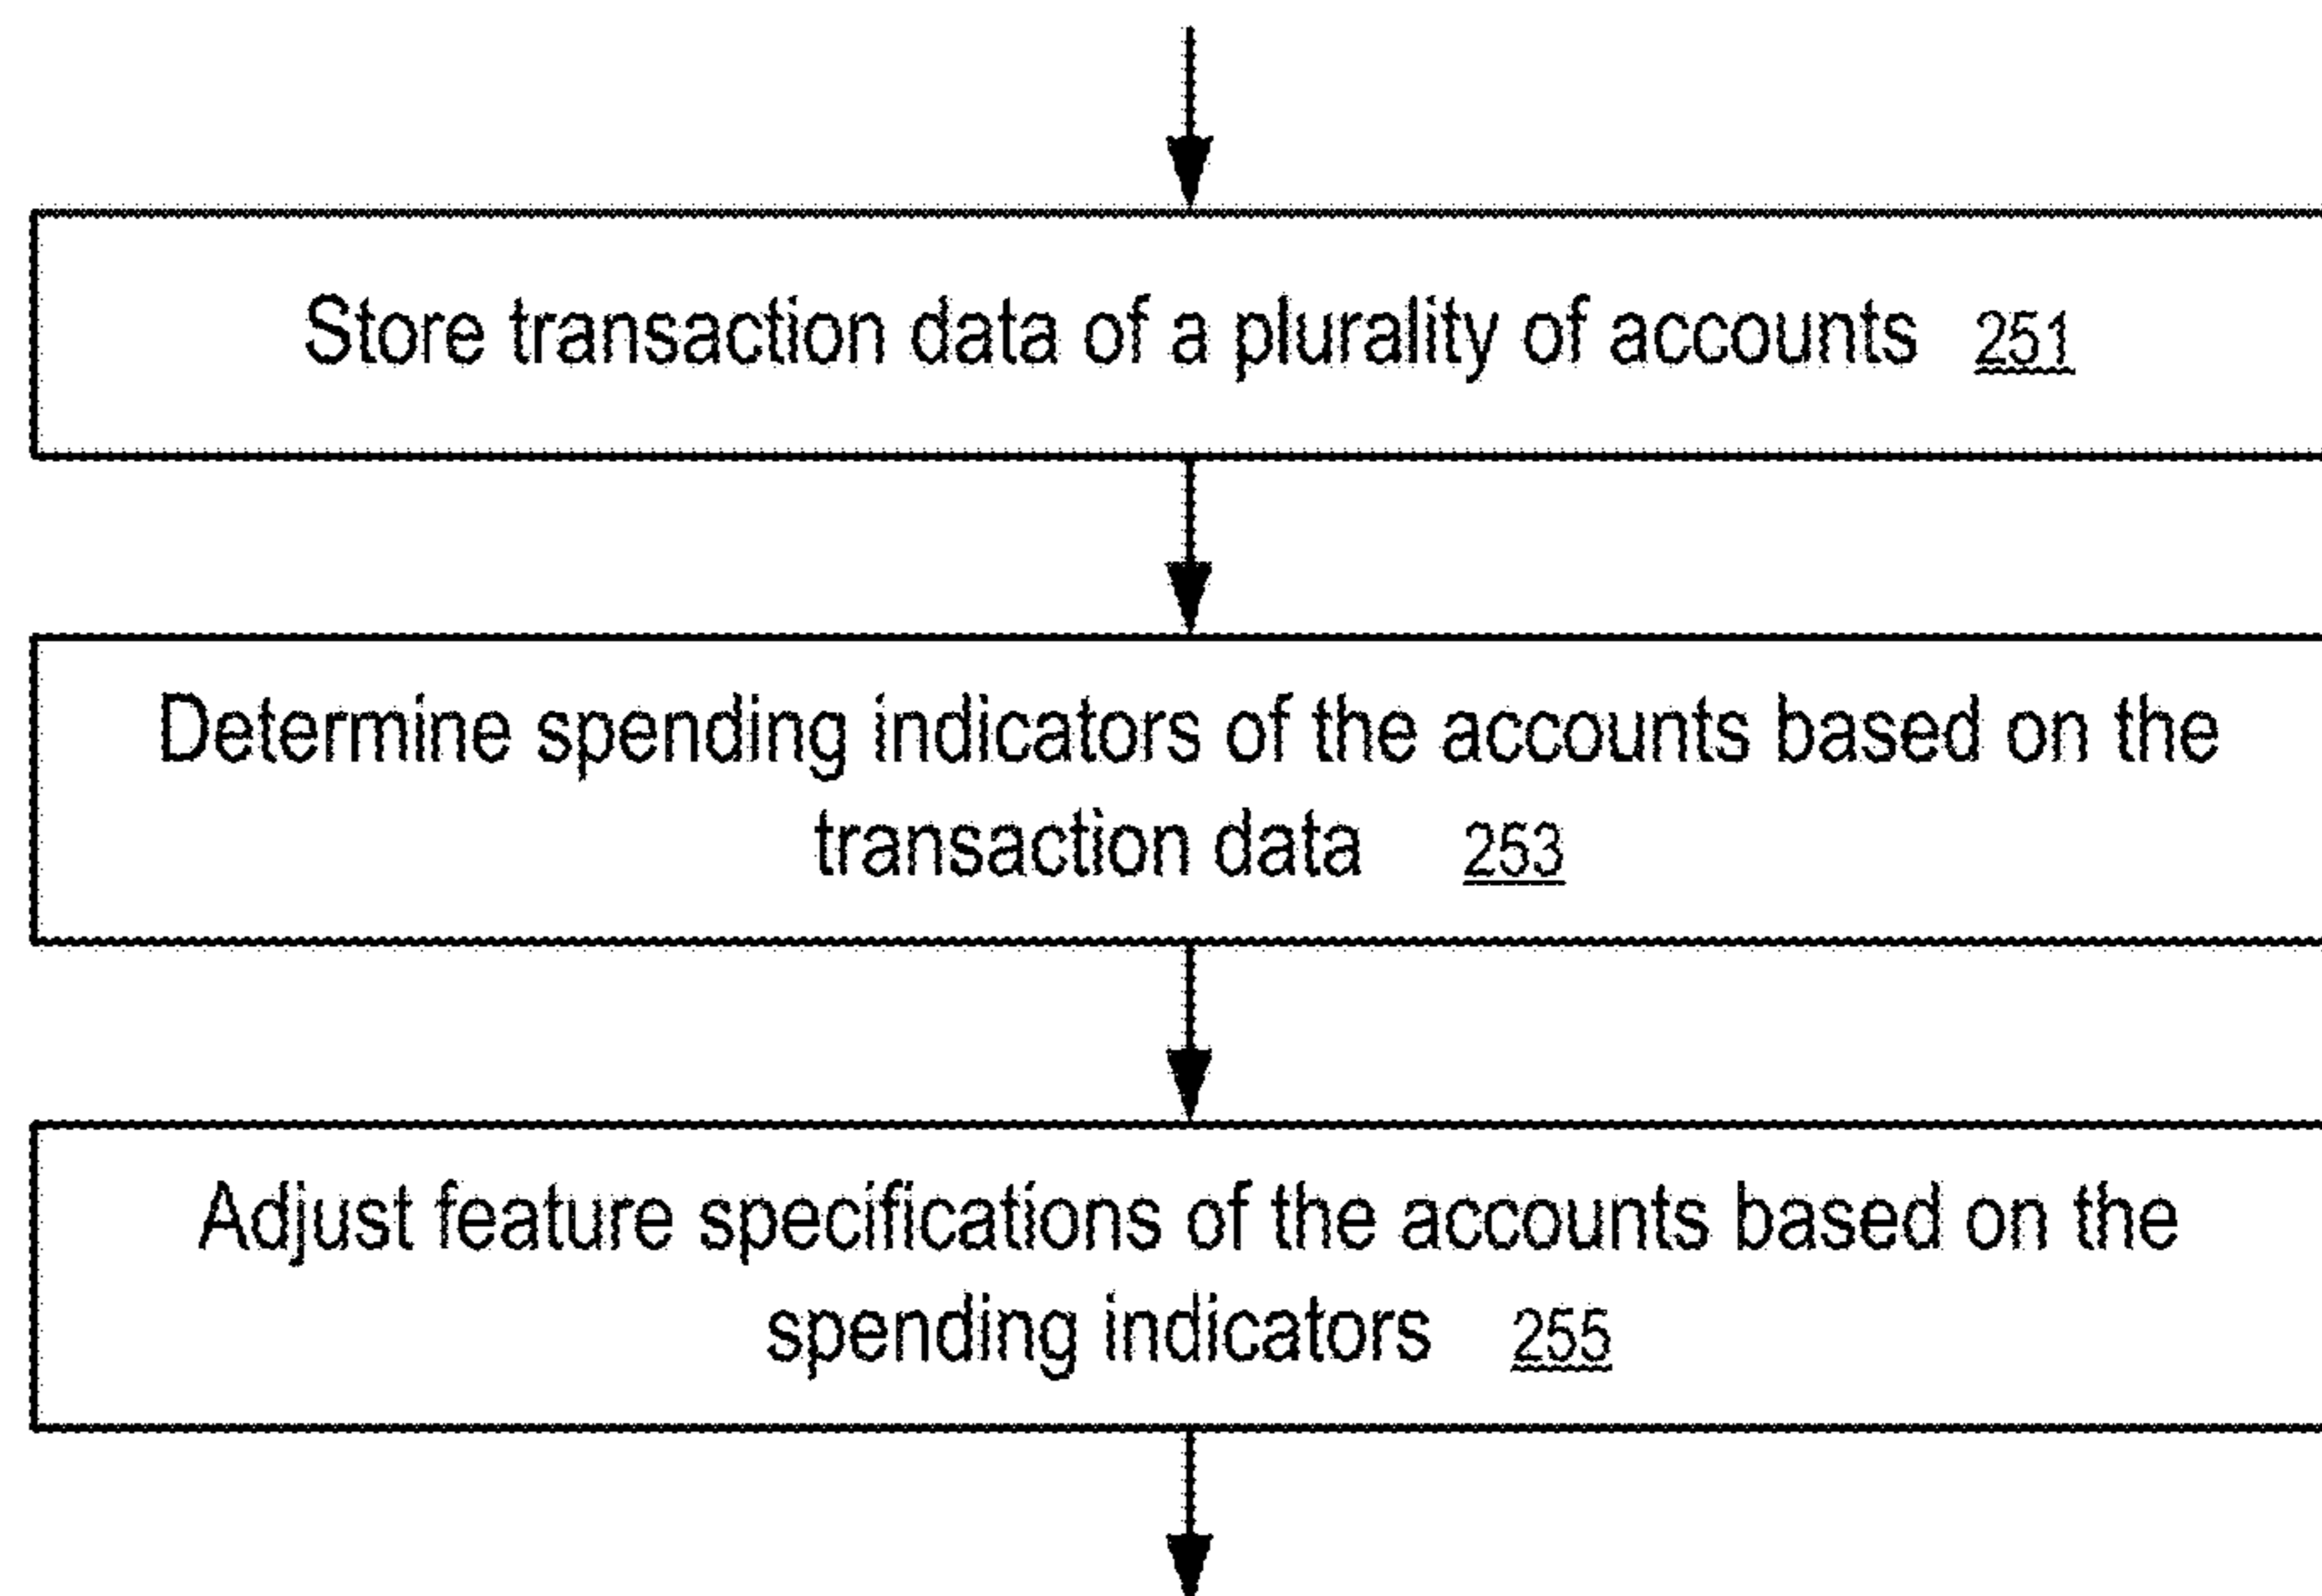 Store transaction data of a plurality of accounts 251
Determine spending indicators of the accounts based on the
transaction data 253
Adjust feature specifications of the accounts based on the
spending indicators 255